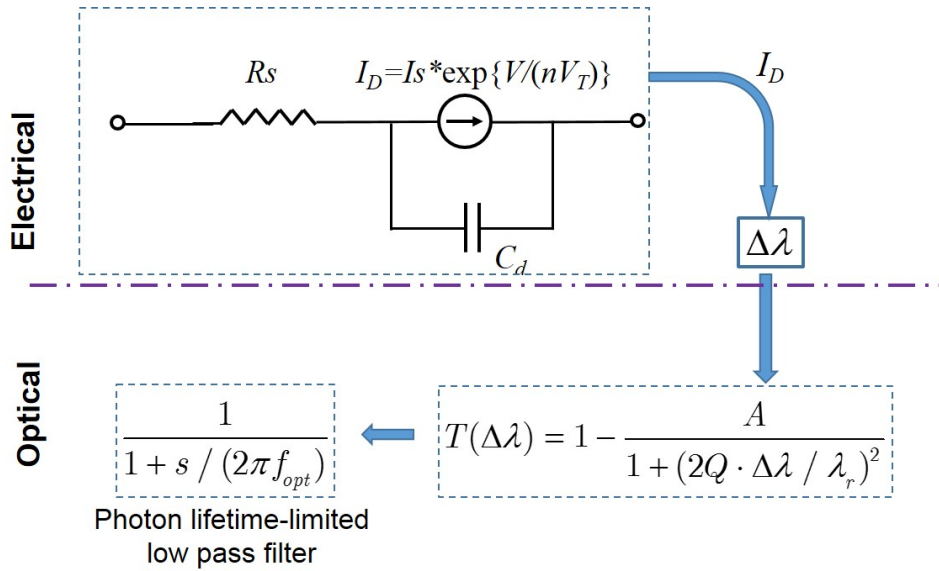 Electrical
Rs
I_D=Is*exp{V/(nV_T)}
I_D
C_d
Δλ
Optical
1 / 1 + s / (2πf_opt)
T(Δλ) = 1 − A / 1 + (2Q · Δλ / λ_r)²
Photon lifetime-limited
low pass filter